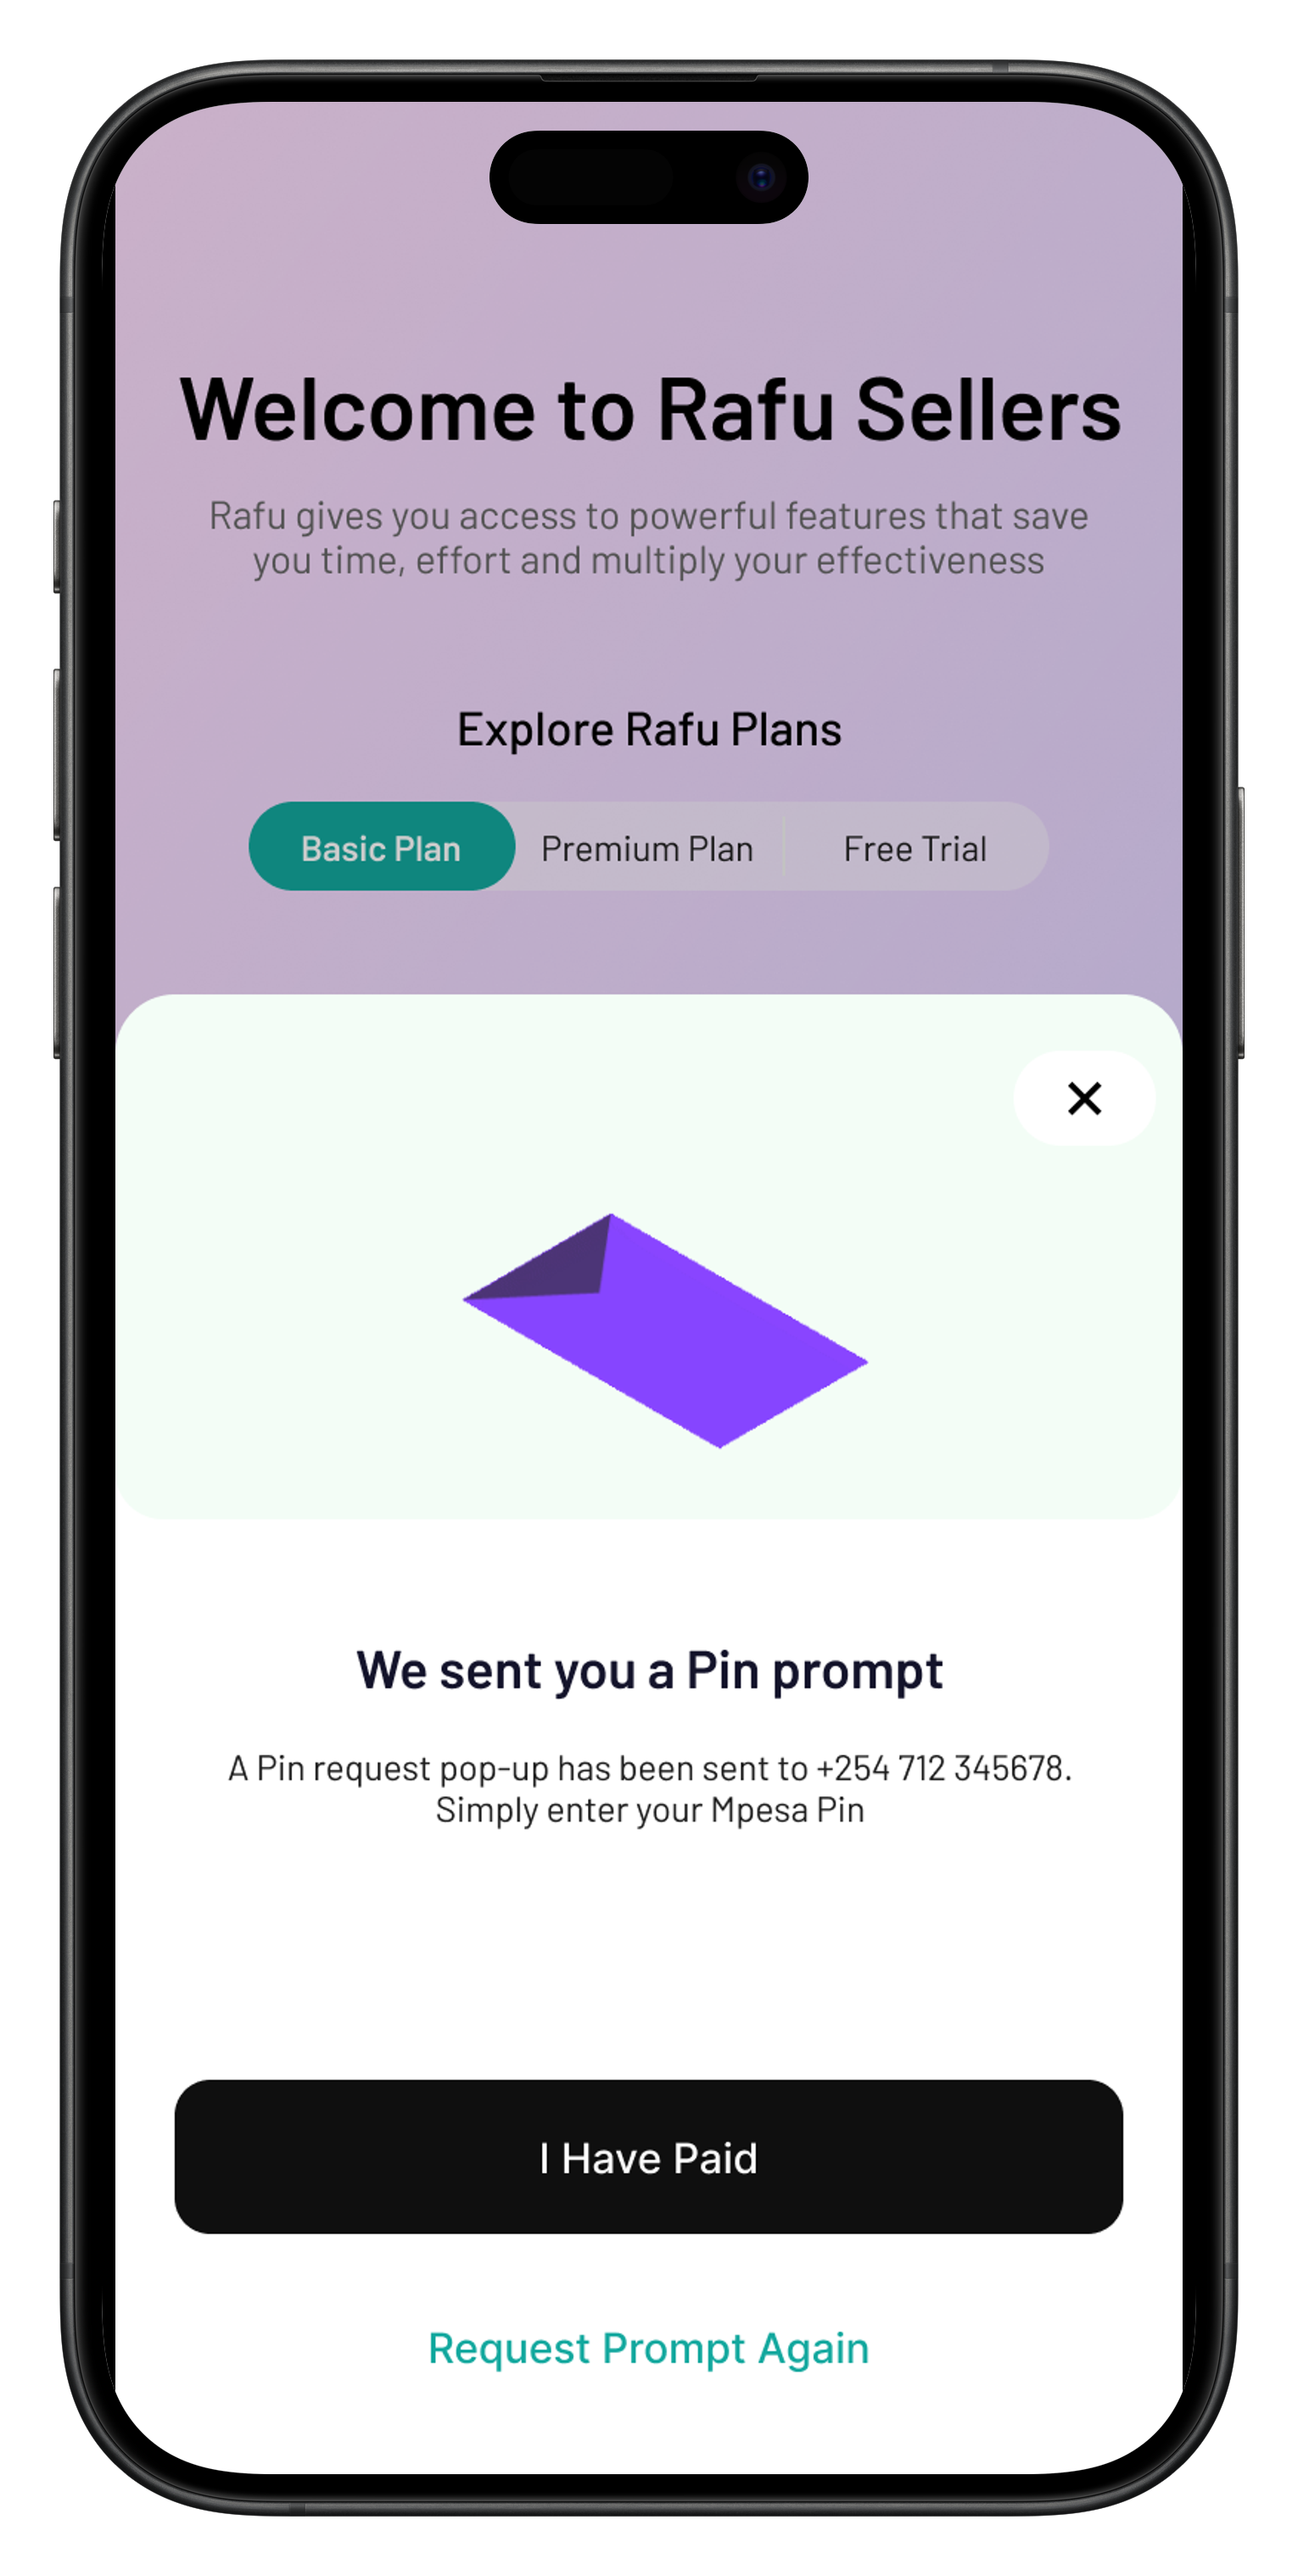 Welcome to Rafu Sellers
Rafu gives you access to powerful features that save
you time, effort and multiply your effectiveness
Explore Rafu Plans
Basic Plan
Premium Plan
Free Trial
We sent you a Pin prompt
A Pin request pop-up has been sent to +254 712 345678.
Simply enter your Mpesa Pin
I Have Paid
Request Prompt Again